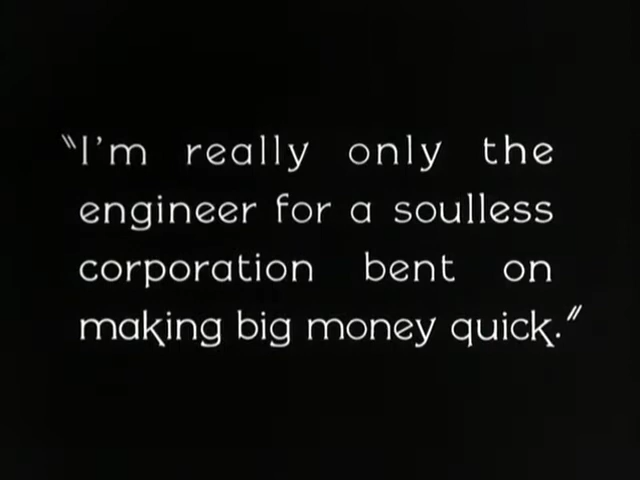 "I'm really only the
engineer for a soulless
corporation bent on
making big money quick."